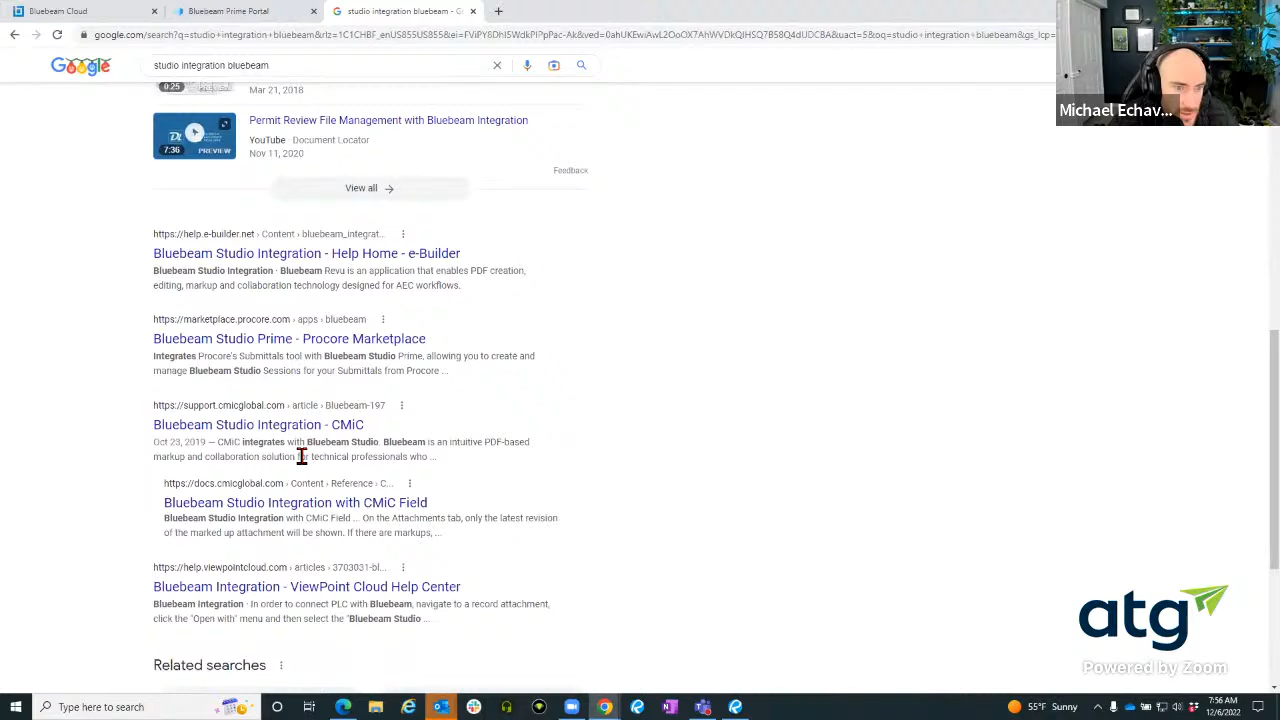 Bluebeam Cloud
Bluebeam - Prime Portal
studio integration bluebeam - Go
Google
studio integration bluebeam
0:25
Mar 21, 2018
Permit Review File Management with Bluebeam Integration
7:36
PREVIEW
YouTube · Document Locator
Nov 11, 2020
Feedback
View all
https://help.e-builder.net › Content › bluebeam_integrat...
Bluebeam Studio Integration - Help Home - e-Builder
Bluebeam Studio Integration · Bluebeam Revu is an application that enables PDF creation,
editing, markup and collaboration technology designed for AEC workflows.
https://marketplace.procore.com › apps › bluebeam
Bluebeam Studio Prime - Procore Marketplace
Integrates Procore's Submittals tool with Bluebeam Studio Prime, allowing you to create and
manage Bluebeam Studio Sessions for your Submittals from Procore ...
https://support.cmicglobal.com › article › Bluebeam-197
Bluebeam Studio Integration - CMiC
Oct 23, 2019 — CMiC integrates with Bluebeam Studio. Bluebeam is an intuitive PDF-based
markup and collaboration solution for technical professionals who ...
https://docs.cmicglobal.com › Content › Reference › C...
Bluebeam Studio Integration with CMiC Field
Bluebeam Studio Integration with CMiC Field ... On the Attachments tab, only the latest revision
of the marked up attachment will be shown. If there are markups, ...
https://help.viewpointcloud.com › articles › 3703031-bl...
Bluebeam Integration - ViewPoint Cloud Help Center
Bluebeam Integration · In order to connect PLC with Bluebeam, navigate to a record attachment,
click the "Open with" menu and then select the "Bluebeam Studio ...
Related searches
Michael Echav...
atg
Powered by Zoom
Type here to search
55°F Sunny
7:56 AM
12/6/2022